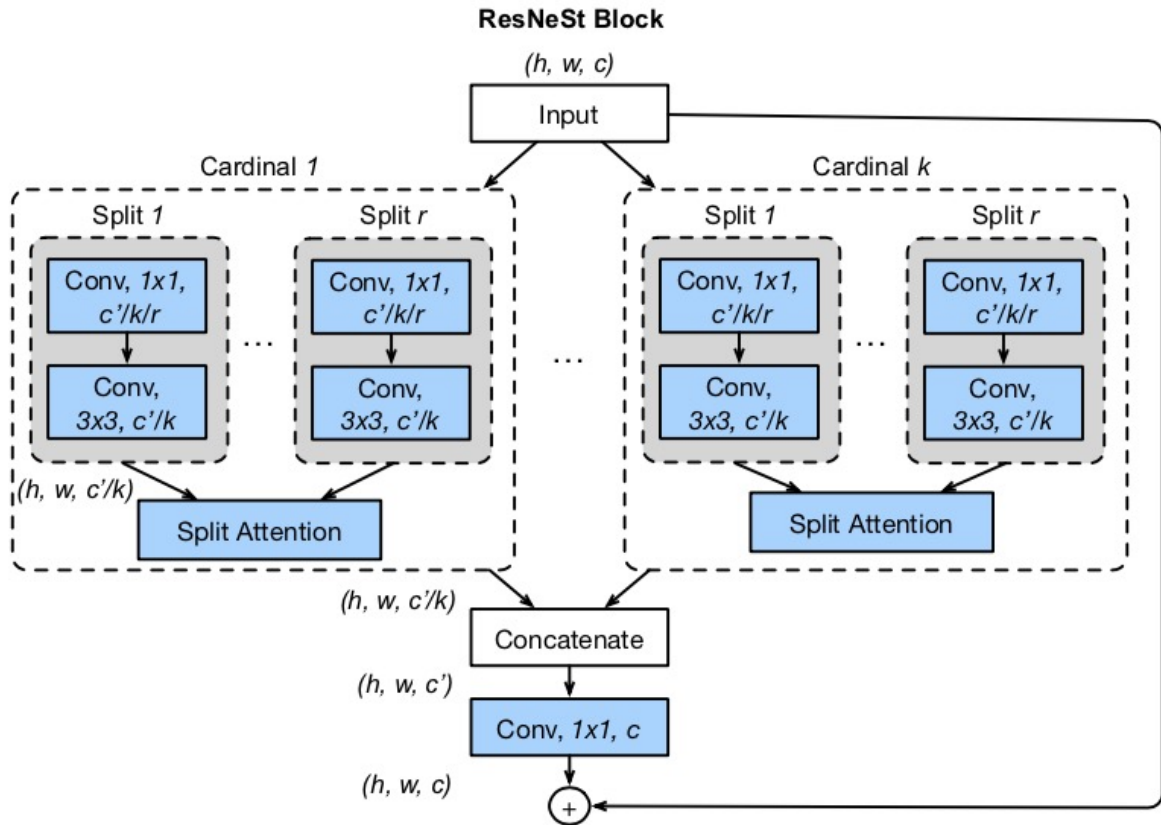 ResNeSt Block
(h, w, c)
Input
Cardinal 1
Cardinal k
Split 1
Split r
Split 1
Split r
Conv, 1x1,
c'/k/r
Conv, 1x1,
c'/k/r
Conv, 1x1,
c'/k/r
Conv, 1x1,
c'/k/r
...
...
...
Conv,
3x3, c'/k
Conv,
3x3, c'/k
Conv,
3x3, c'/k
Conv,
3x3, c'/k
(h, w, c'/k)
Split Attention
Split Attention
(h, w, c'/k)
Concatenate
(h, w, c')
Conv, 1x1, c
(h, w, c)
+